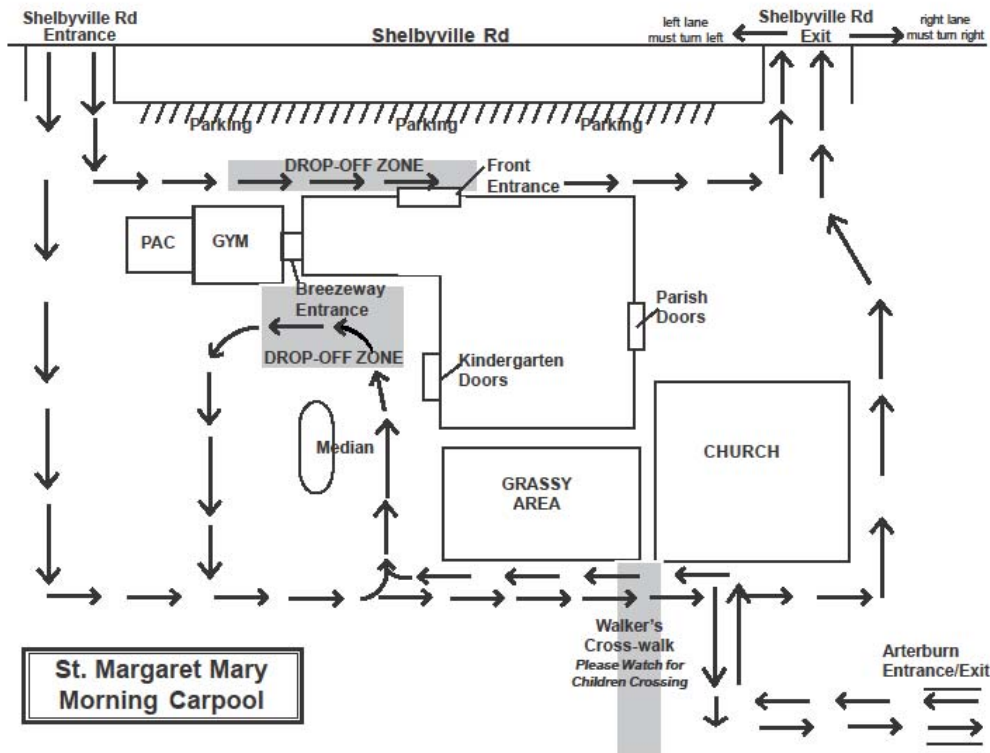 Shelbyville Rd
Entrance
Shelbyville Rd
left lane
must turn left
Shelbyville Rd
Exit
right lane
must turn right
Parking
Parking
Parking
DROP-OFF ZONE
Front
Entrance
PAC
GYM
Breezeway
Entrance
DROP-OFF ZONE
Parish
Doors
Kindergarten
Doors
Median
CHURCH
GRASSY
AREA
Walker's
Cross-walk
Please Watch for
Children Crossing
Arterburn
Entrance/Exit
St. Margaret Mary
Morning Carpool